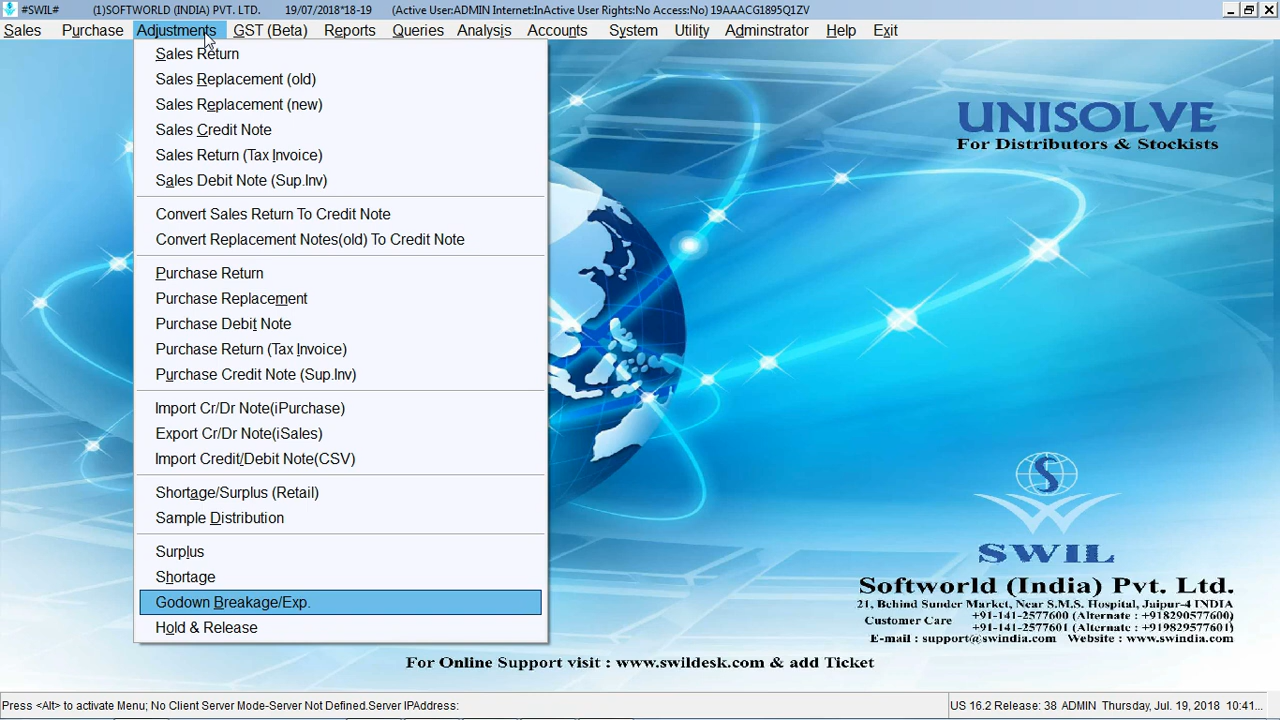 #SWIL# (1)SOFTWORLD (INDIA) PVT. LTD. 19/07/2018*18-19 (Active User:ADMIN Internet:InActive User Rights:No Access:No) 19AAACG1895Q1ZV
Sales Purchase Adjustments GST (Beta) Reports Queries Analysis Accounts System Utility Adminstrator Help Exit
Sales Return
Sales Replacement (old)
Sales Replacement (new)
Sales Credit Note
Sales Return (Tax Invoice)
Sales Debit Note (Sup.Inv)
Convert Sales Return To Credit Note
Convert Replacement Notes(old) To Credit Note
Purchase Return
Purchase Replacement
Purchase Debit Note
Purchase Return (Tax Invoice)
Purchase Credit Note (Sup.Inv)
Import Cr/Dr Note(iPurchase)
Export Cr/Dr Note(iSales)
Import Credit/Debit Note(CSV)
Shortage/Surplus (Retail)
Sample Distribution
Surplus
Shortage
Godown Breakage/Exp.
Hold & Release
UNISOLVE
For Distributors & Stockists
S
SWIL
Softworld (India) Pvt. Ltd.
21, Behind Sunder Market, Near S.M.S. Hospital, Jaipur-4 INDIA
Customer Care +91-141-2577600 (Alternate : +918290577600)
+91-141-2577601 (Alternate : +919829577601)
E-mail : support@swindia.com Website : www.swindia.com
For Online Support visit : www.swildesk.com & add Ticket
Press <Alt> to activate Menu; No Client Server Mode-Server Not Defined.Server IPAddress:
US 16.2 Release: 38 ADMIN Thursday, Jul. 19, 2018 10:41...